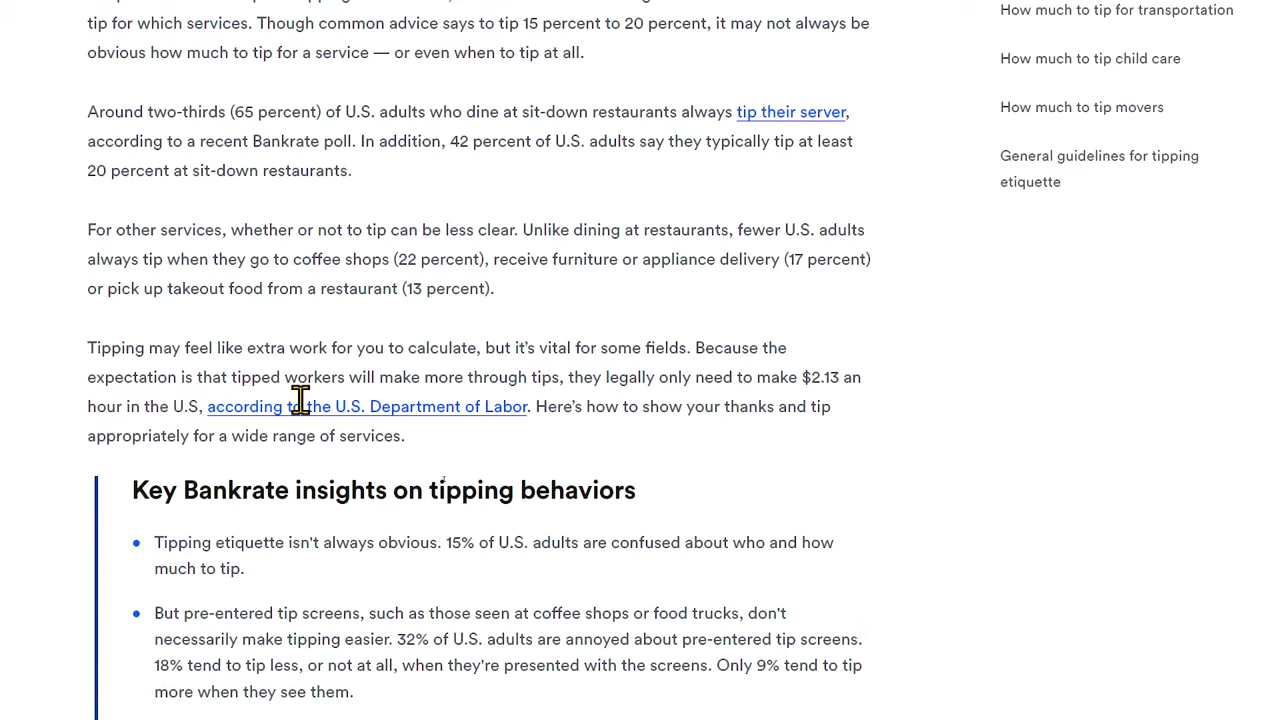 tip for which services. Though common advice says to tip 15 percent to 20 percent, it may not always be
obvious how much to tip for a service — or even when to tip at all.
Around two-thirds (65 percent) of U.S. adults who dine at sit-down restaurants always tip their server,
according to a recent Bankrate poll. In addition, 42 percent of U.S. adults say they typically tip at least
20 percent at sit-down restaurants.
For other services, whether or not to tip can be less clear. Unlike dining at restaurants, fewer U.S. adults
always tip when they go to coffee shops (22 percent), receive furniture or appliance delivery (17 percent)
or pick up takeout food from a restaurant (13 percent).
Tipping may feel like extra work for you to calculate, but it’s vital for some fields. Because the
expectation is that tipped workers will make more through tips, they legally only need to make $2.13 an
hour in the U.S, according to the U.S. Department of Labor. Here’s how to show your thanks and tip
appropriately for a wide range of services.
Key Bankrate insights on tipping behaviors
• Tipping etiquette isn't always obvious. 15% of U.S. adults are confused about who and how
much to tip.
• But pre-entered tip screens, such as those seen at coffee shops or food trucks, don't
necessarily make tipping easier. 32% of U.S. adults are annoyed about pre-entered tip screens.
18% tend to tip less, or not at all, when they're presented with the screens. Only 9% tend to tip
more when they see them.
How much to tip for transportation
How much to tip child care
How much to tip movers
General guidelines for tipping
etiquette